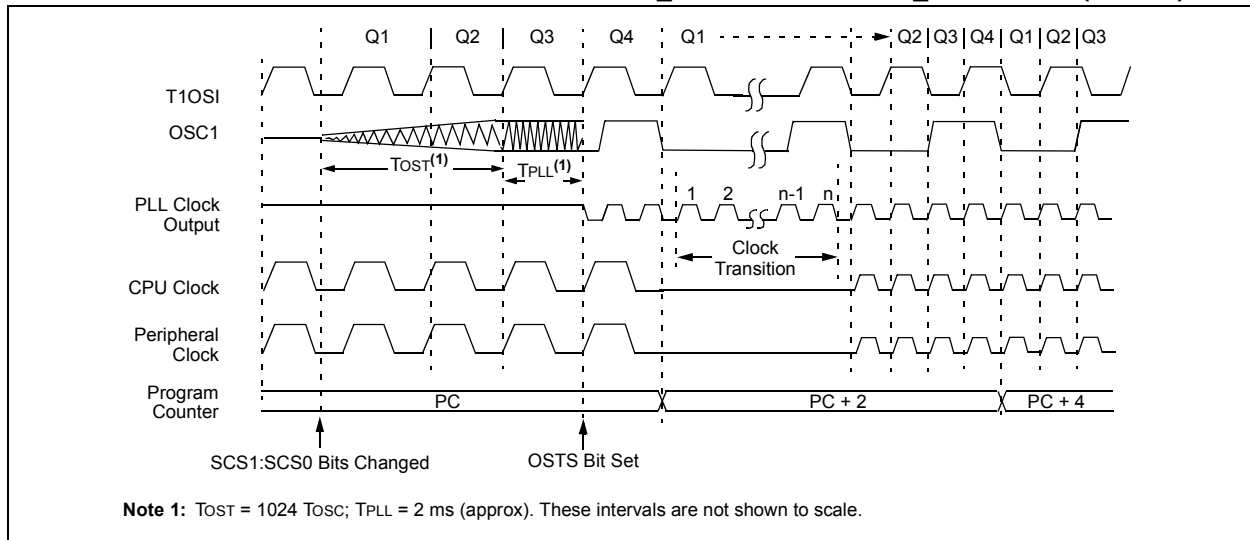 Q1 Q2 Q3 Q4 Q1 Q2 Q3 Q4 Q1 Q2 Q3
T1OSI
OSC1
TOST(1) TPLL(1)
1 2 n-1 n
PLL Clock
Output
Clock
Transition
CPU Clock
Peripheral
Clock
Program
Counter
PC PC + 2 PC + 4
SCS1:SCS0 Bits Changed OSTS Bit Set
Note 1: TOST = 1024 TOSC; TPLL = 2 ms (approx). These intervals are not shown to scale.